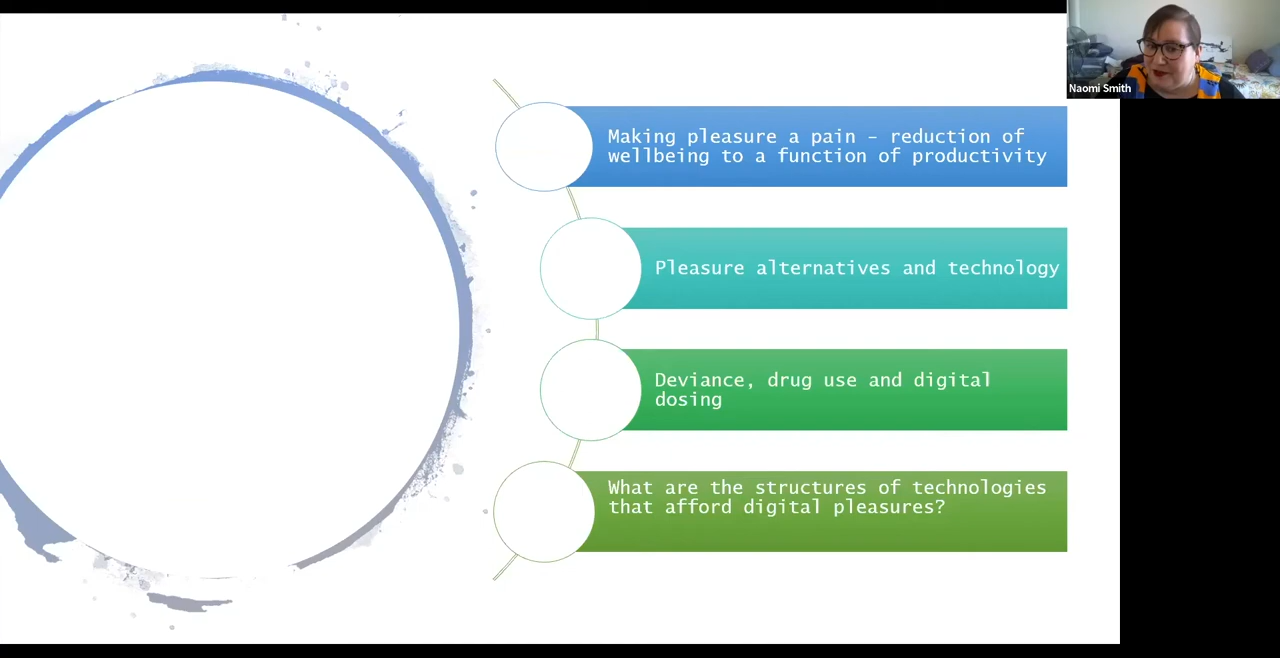 Naomi Smith
Making pleasure a pain – reduction of
wellbeing to a function of productivity
Pleasure alternatives and technology
Deviance, drug use and digital
dosing
What are the structures of technologies
that afford digital pleasures?